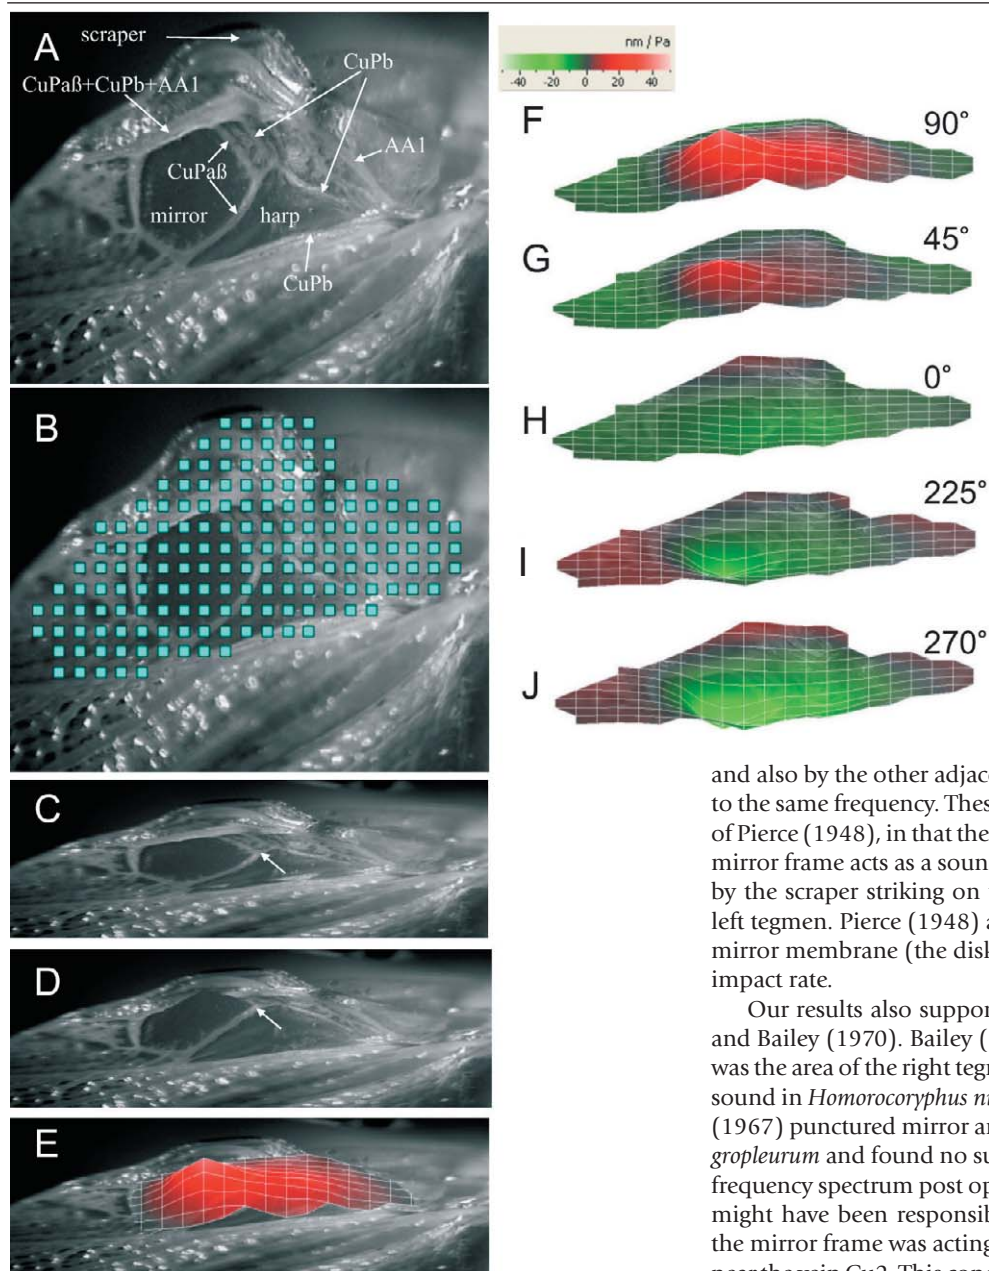 A
scraper
CuPb
CuPaß+CuPb+AA1
AA1
CuPaß
mirror
harp
CuPb
B
C
D
E
nm / Pa
-40 -20 0 20 40
F
90°
G
45°
H
0°
I
225°
J
270°
and also by the other adjace
to the same frequency. Thes
of Pierce (1948), in that the
mirror frame acts as a soun
by the scraper striking on
left tegmen. Pierce (1948) a
mirror membrane (the disk
impact rate.
Our results also suppor
and Bailey (1970). Bailey (
was the area of the right tegr
sound in Homorocoryphus ni
(1967) punctured mirror ar
gropleurum and found no su
frequency spectrum post op
might have been responsib
the mirror frame was acting